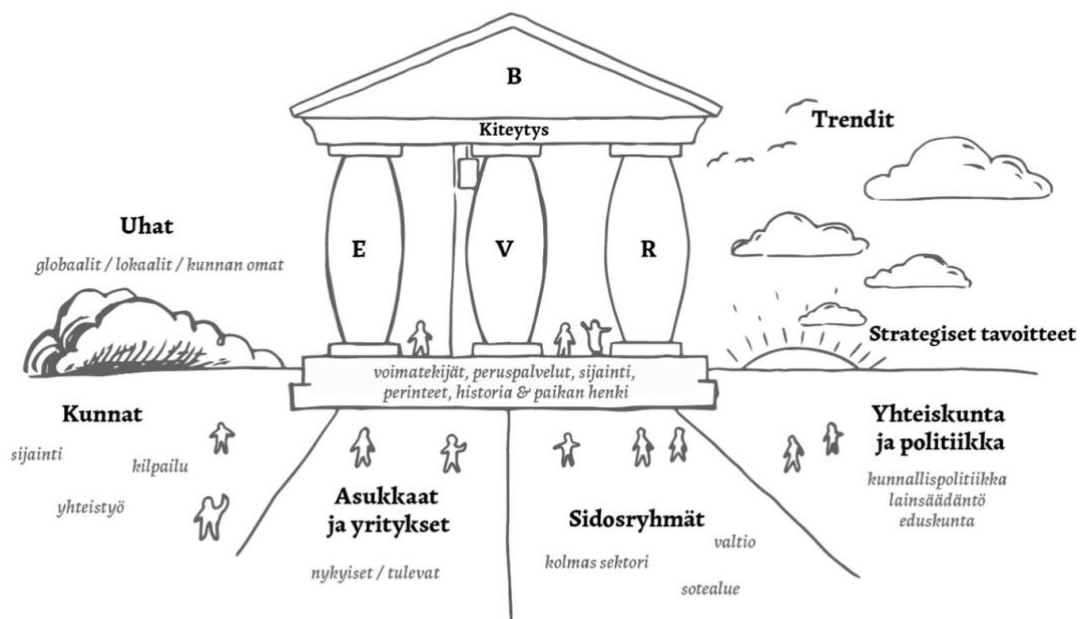 B
Kiteytys
Trendit
E
V
R
Uhat
globaalit / lokaalit / kunnan omat
Strategiset tavoitteet
voimatekijät, peruspalvelut, sijainti,
perinteet, historia & paikan henki
Kunnat
sijainti
kilpailu
yhteistyö
Asukkaat
ja yritykset
nykyiset / tulevat
Sidosryhmät
valtio
kolmas sektori
sotealue
Yhteiskunta
ja politiikka
kunnallispolitiikka
lainsäädäntö
eduskunta